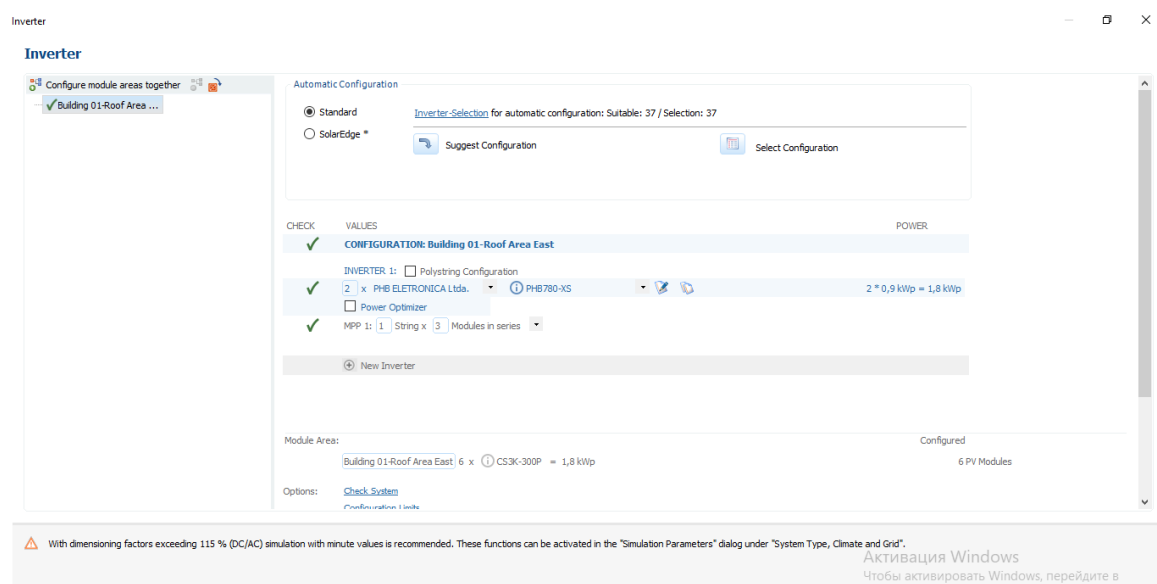 Inverter
Inverter
Configure module areas together
Building 01-Roof Area ...
Automatic Configuration
Standard
Inverter-Selection for automatic configuration: Suitable: 37 / Selection: 37
SolarEdge *
Suggest Configuration
Select Configuration
CHECK VALUES POWER
CONFIGURATION: Building 01-Roof Area East
INVERTER 1: Polystring Configuration
2 x PHB ELETRONICA Ltda. PHB780-XS 2 * 0,9 kWp = 1,8 kWp
Power Optimizer
MPP 1: 1 String x 3 Modules in series
New Inverter
Module Area: Configured
Building 01-Roof Area East 6 x CS3K-300P = 1,8 kWp 6 PV Modules
Options: Check System
Configuration Limits
With dimensioning factors exceeding 115 % (DC/AC) simulation with minute values is recommended. These functions can be activated in the "Simulation Parameters" dialog under "System Type, Climate and Grid".
Активация Windows
Чтобы активировать Windows, перейдите в